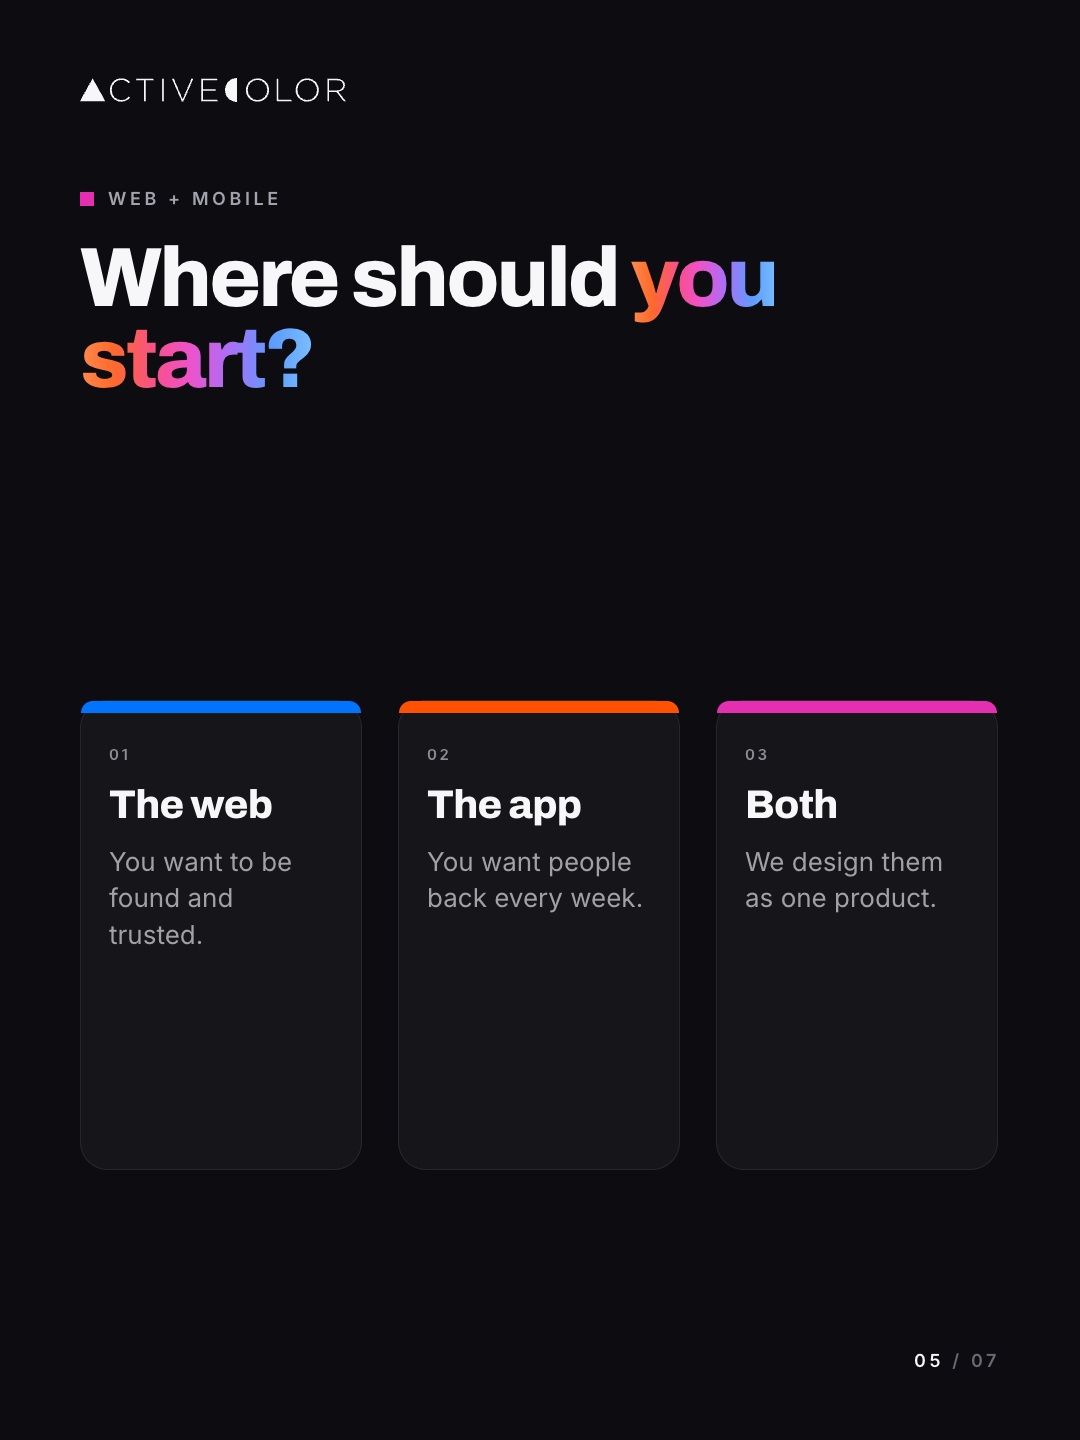 ACTIVECOLOR
WEB + MOBILE
Where should you
start?
01
The web
You want to be
found and
trusted.
02
The app
You want people
back every week.
03
Both
We design them
as one product.
05 / 07